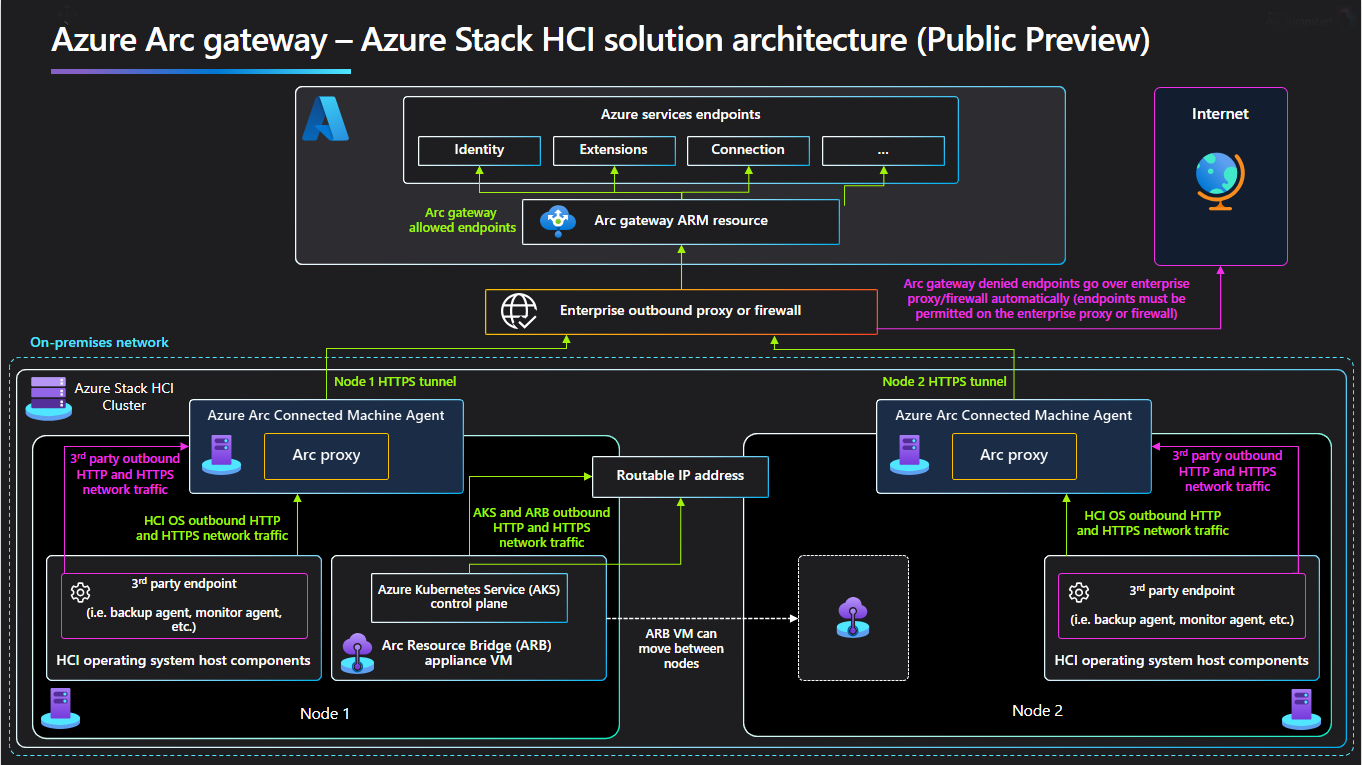 Azure Arc gateway – Azure Stack HCI solution architecture (Public Preview)
Azure services endpoints
Identity
Extensions
Connection
...
Arc gateway
allowed endpoints
Arc gateway ARM resource
Internet
Arc gateway denied endpoints go over enterprise
proxy/firewall automatically (endpoints must be
permitted on the enterprise proxy or firewall)
Enterprise outbound proxy or firewall
On-premises network
Azure Stack HCI
Cluster
Node 1 HTTPS tunnel
Node 2 HTTPS tunnel
Azure Arc Connected Machine Agent
Arc proxy
Azure Arc Connected Machine Agent
Arc proxy
3rd party outbound
HTTP and HTTPS
network traffic
Routable IP address
3rd party outbound
HTTP and HTTPS
network traffic
HCI OS outbound HTTP
and HTTPS network traffic
AKS and ARB outbound
HTTP and HTTPS
network traffic
HCI OS outbound HTTP
and HTTPS network traffic
3rd party endpoint
(i.e. backup agent, monitor agent,
etc.)
HCI operating system host components
Azure Kubernetes Service (AKS)
control plane
Arc Resource Bridge (ARB)
appliance VM
ARB VM can
move between
nodes
3rd party endpoint
(i.e. backup agent, monitor agent, etc.)
HCI operating system host components
Node 1
Node 2